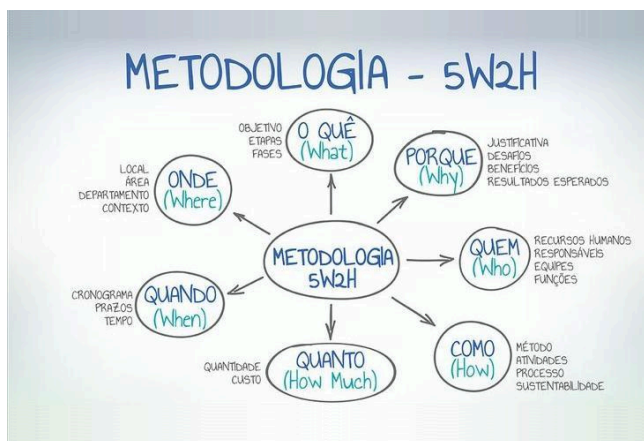 METODOLOGIA - 5W2H
OBJETIVO
ETAPAS
FASES
O QUÊ
(What)
JUSTIFICATIVA
DESAFIOS
BENEFÍCIOS
RESULTADOS ESPERADOS
PORQUE
(Why)
LOCAL
ÁREA
DEPARTAMENTO
CONTEXTO
ONDE
(Where)
METODOLOGIA
5W2H
QUEM
(Who)
RECURSOS HUMANOS
RESPONSÁVEIS
EQUIPES
FUNÇÕES
CRONOGRAMA
PRAZOS
TEMPO
QUANDO
(When)
QUANTIDADE
CUSTO
QUANTO
(How Much)
COMO
(How)
MÉTODO
ATIVIDADES
PROCESSO
SUSTENTABILIDADE